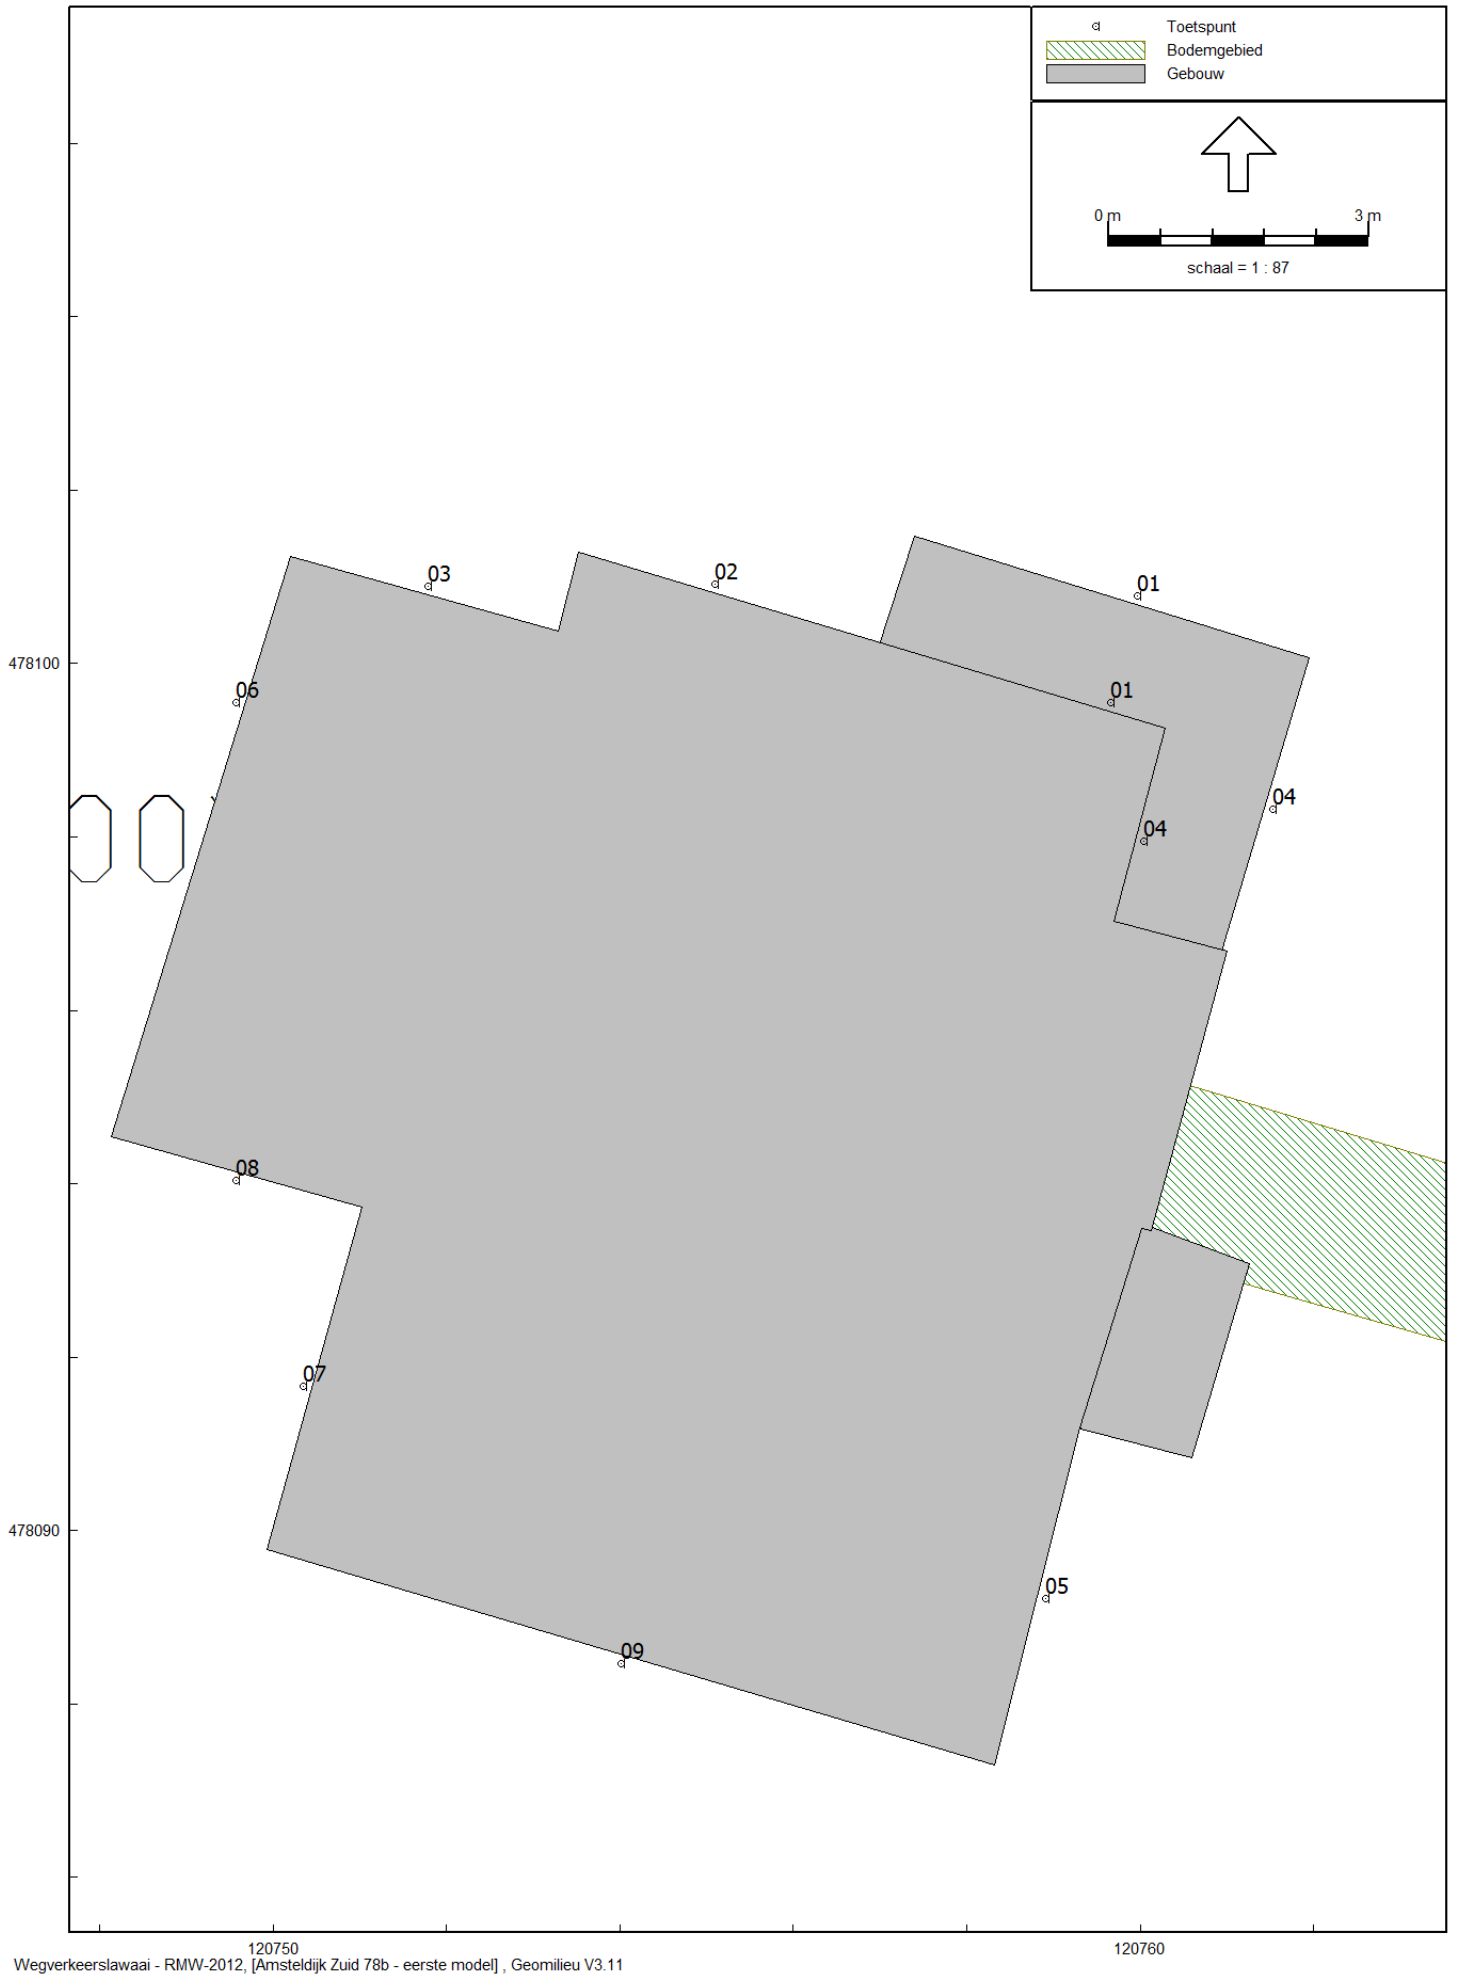 Toetspunt
Bodemgebied
Gebouw
0 m 3 m
schaal = 1 : 87
03
02
01
478100
06
01
04
04
08
07
478090
05
09
120750 120760
Wegverkeerslawaai - RMW-2012, [Amsteldijk Zuid 78b - eerste model] , Geomilieu V3.11